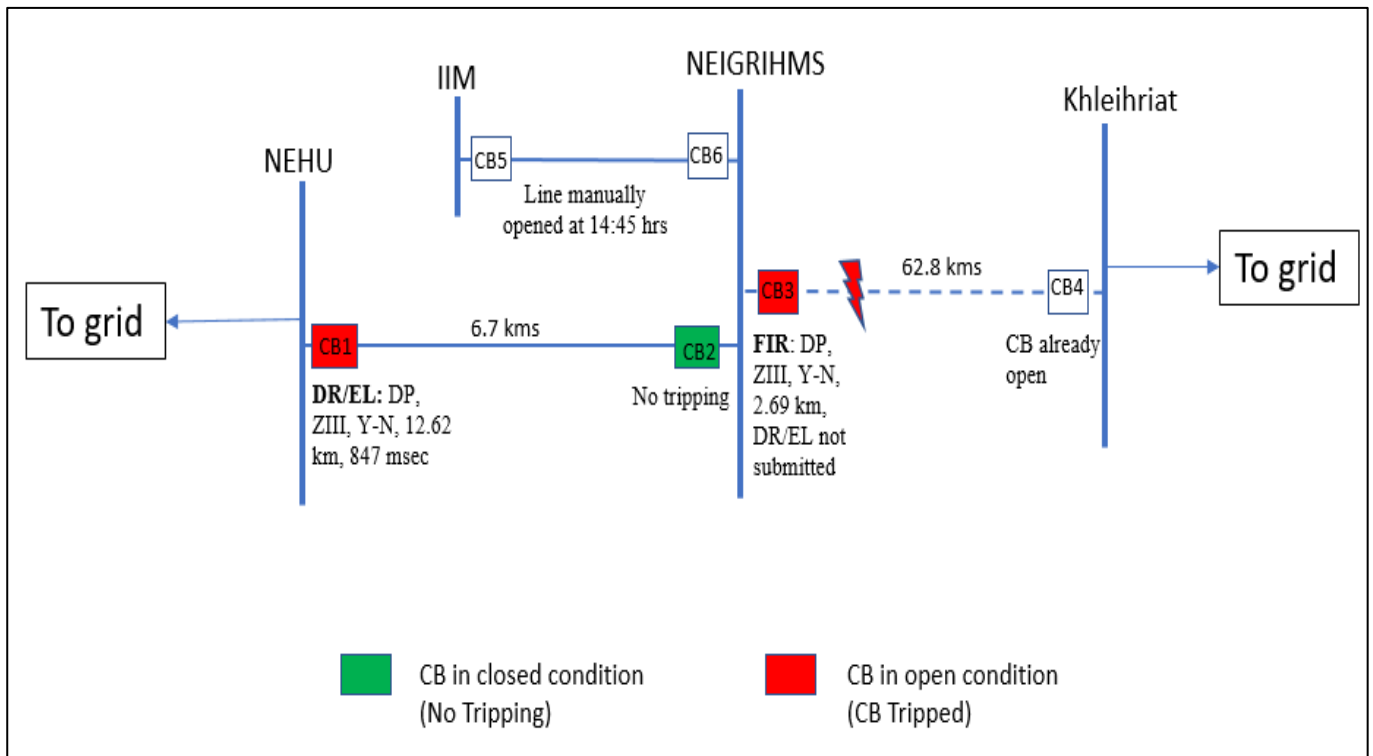 NEIGRIHMS
IIM
Khleihriat
NEHU
CB5
CB6
Line manually
opened at 14:45 hrs
To grid
To grid
CB3
62.8 kms
CB4
CB1
6.7 kms
CB2
CB already
open
No tripping
DR/EL: DP,
ZIII, Y-N, 12.62
km, 847 msec
FIR: DP,
ZIII, Y-N,
2.69 km,
DR/EL not
submitted
CB in closed condition
(No Tripping)
CB in open condition
(CB Tripped)